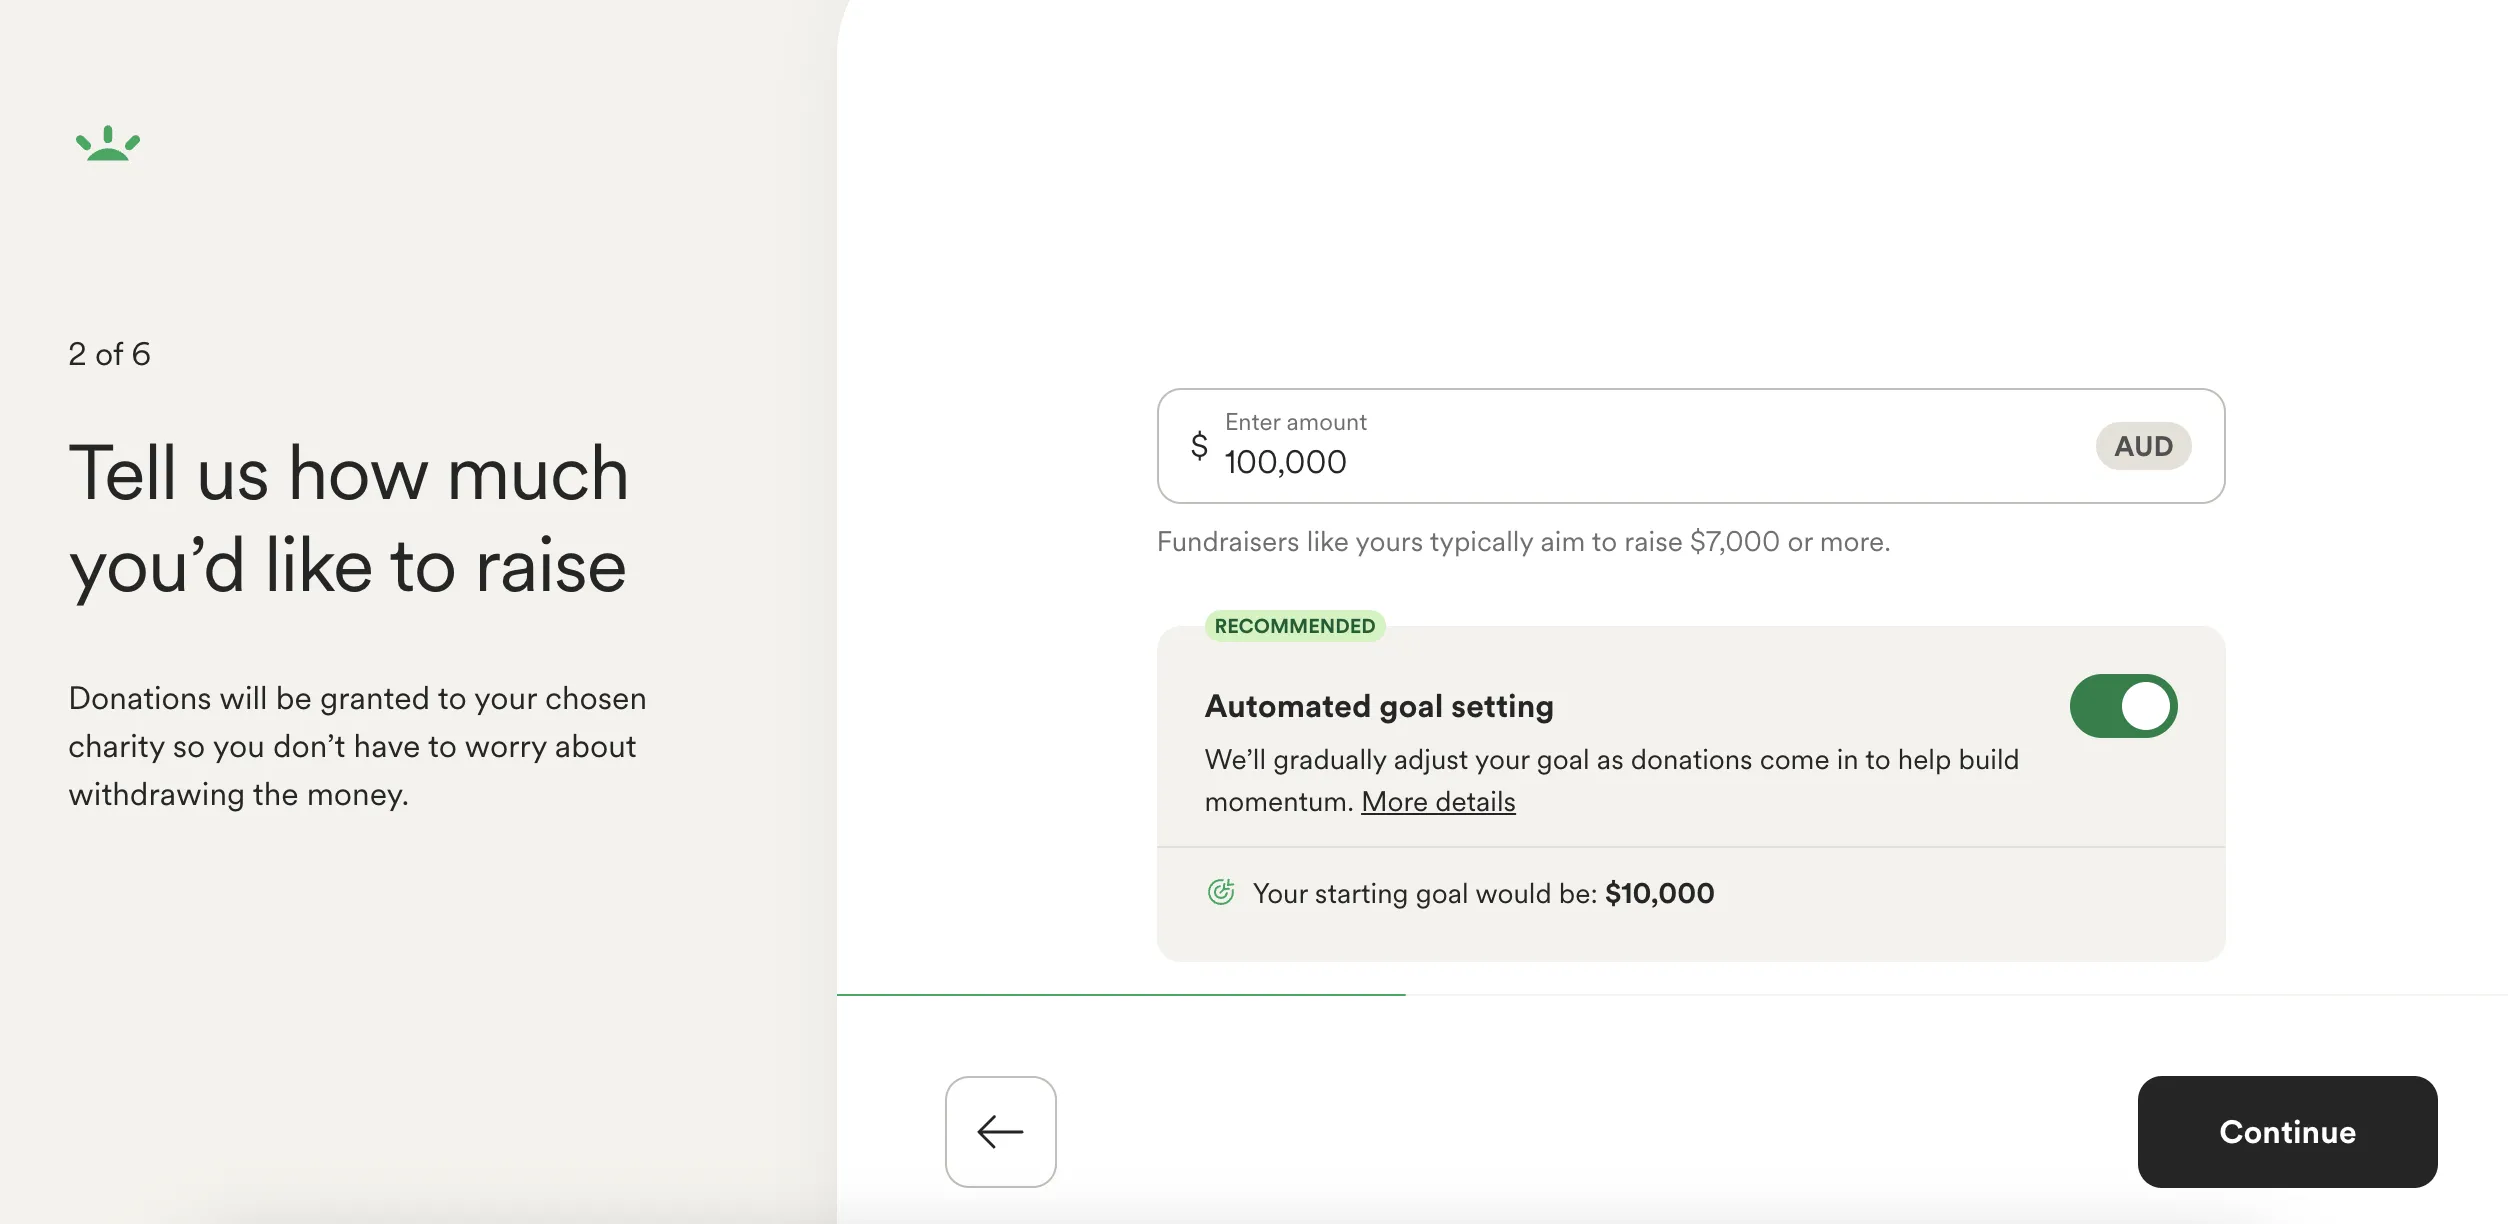 2 of 6
Tell us how much
you’d like to raise
Donations will be granted to your chosen
charity so you don’t have to worry about
withdrawing the money.
Enter amount
$ 100,000
AUD
Fundraisers like yours typically aim to raise $7,000 or more.
RECOMMENDED
Automated goal setting
We’ll gradually adjust your goal as donations come in to help build
momentum. More details
Your starting goal would be: $10,000
Continue